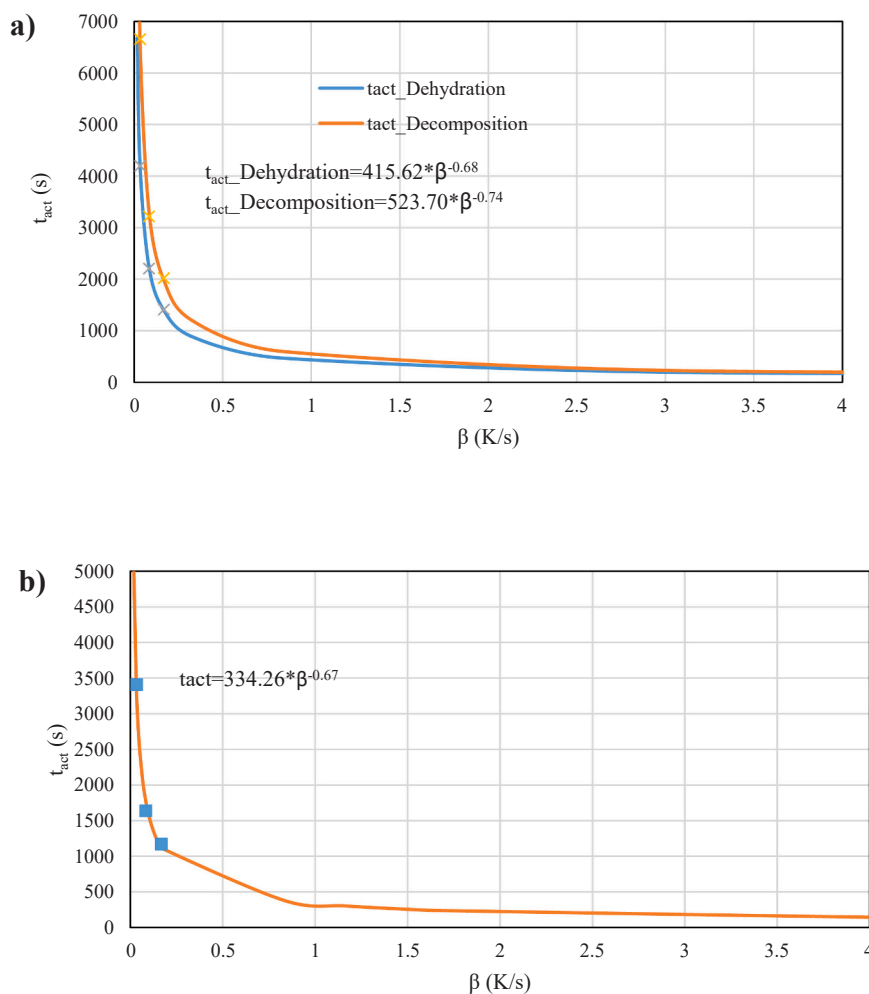 a)
7000
6000
5000
4000
3000
2000
1000
0
t_act (s)
tact_Dehydration
tact_Decomposition
t_act_Dehydration=415.62*β^-0.68
t_act_Decomposition=523.70*β^-0.74
0 0.5 1 1.5 2 2.5 3 3.5 4
β (K/s)
b)
5000
4500
4000
3500
3000
2500
2000
1500
1000
500
0
t_act (s)
tact=334.26*β^-0.67
0 0.5 1 1.5 2 2.5 3 3.5 4
β (K/s)